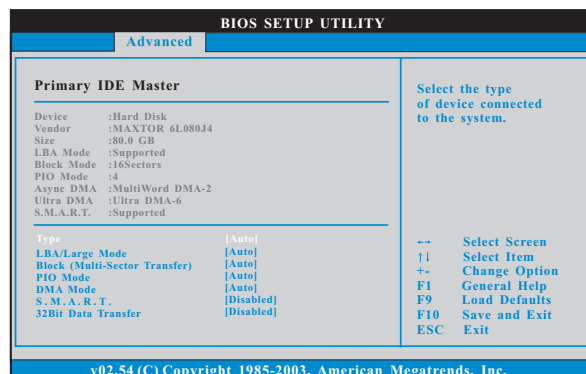 BIOS SETUP UTILITY
Advanced
Primary IDE Master
Device :Hard Disk
Vendor :MAXTOR 6L080J4
Size :80.0 GB
LBA Mode :Supported
Block Mode :16Sectors
PIO Mode :4
Async DMA :MultiWord DMA-2
Ultra DMA :Ultra DMA-6
S.M.A.R.T. :Supported
Type [Auto]
LBA/Large Mode [Auto]
Block (Multi-Sector Transfer) [Auto]
PIO Mode [Auto]
DMA Mode [Auto]
S.M.A.R.T. [Disabled]
32Bit Data Transfer [Disabled]
Select the type
of device connected
to the system.
↔ Select Screen
↑↓ Select Item
+- Change Option
F1 General Help
F9 Load Defaults
F10 Save and Exit
ESC Exit
v02.54 (C) Copyright 1985-2003, American Megatrends, Inc.